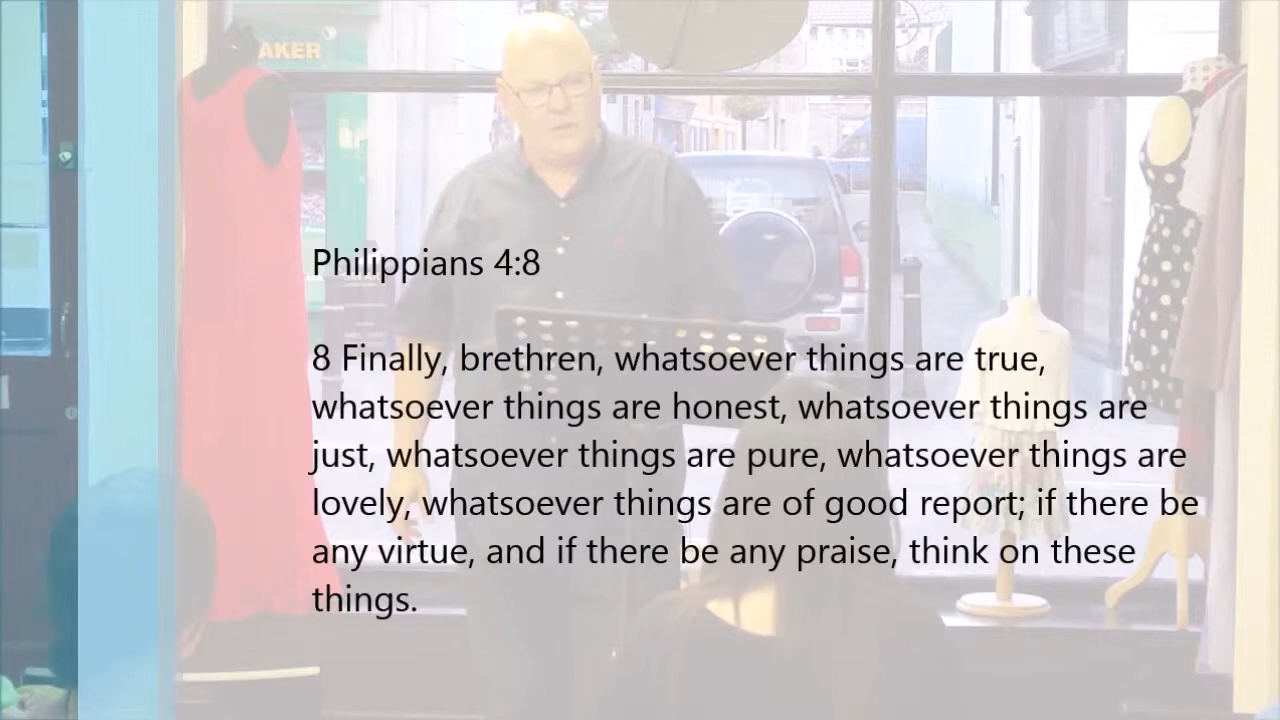 AKER
Philippians 4:8
8 Finally, brethren, whatsoever things are true,
whatsoever things are honest, whatsoever things are
just, whatsoever things are pure, whatsoever things are
lovely, whatsoever things are of good report; if there be
any virtue, and if there be any praise, think on these
things.